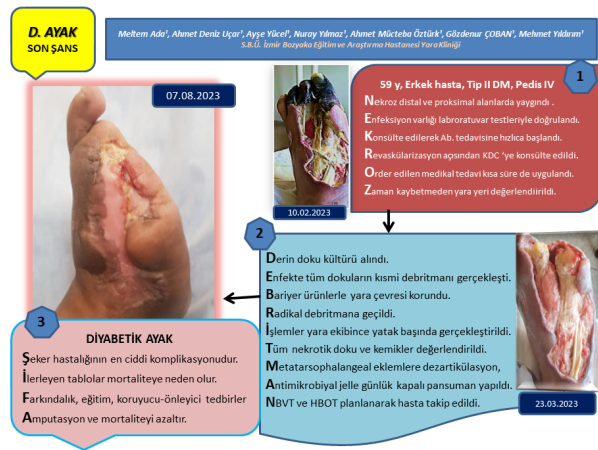 D. AYAK
SON ŞANS
Meltem Ada¹, Ahmet Deniz Uçar¹, Ayşe Yücel¹, Nuray Yılmaz¹, Ahmet Mücteba Öztürk¹, Gözdenur ÇOBAN¹, Mehmet Yıldırım¹
S.B.Ü. İzmir Bozyaka Eğitim ve Araştırma Hastanesi Yara Kliniği
07.08.2023
10.02.2023
1
59 y, Erkek hasta, Tip II DM, Pedis IV
Nekroz distal ve proksimal alanlarda yaygındı .
Enfeksiyon varlığı labroratuvar testleriyle doğrulandı.
Konsülte edilerek Ab. tedavisine hızlıca başlandı.
Revaskülarizasyon açısından KDC 'ye konsülte edildi.
Order edilen medikal tedavi kısa süre de uygulandı.
Zaman kaybetmeden yara yeri değerlendiirildi.
2
Derin doku kültürü alındı.
Enfekte tüm dokuların kısmi debritmanı gerçekleşti.
Bariyer ürünlerle yara çevresi korundu.
Radikal debritmana geçildi.
İşlemler yara ekibince yatak başında gerçekleştirildi.
Tüm nekrotik doku ve kemikler değerlendirildi.
Metatarsophalangeal eklemlere dezartikülasyon,
Antimikrobiyal jelle günlük kapalı pansuman yapıldı.
NBVT ve HBOT planlanarak hasta takip edildi.
23.03.2023
3
DİYABETİK AYAK
Şeker hastalığının en ciddi komplikasyonudur.
İlerleyen tablolar mortaliteye neden olur.
Farkındalık, eğitim, koruyucu-önleyici tedbirler
Amputasyon ve mortaliteyi azaltır.